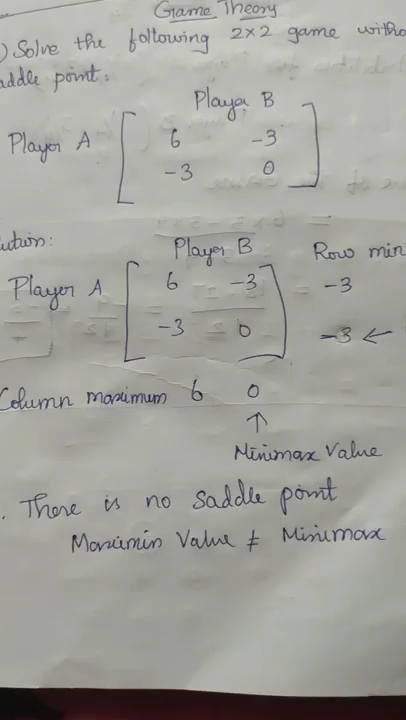 Game Theory
) Solve the following 2x2 game witho
addle point:
Player B
Player A [ 6 -3 ]
-3 0
ution:
Player B Row min
Player A [ 6 -3 ] -3
-3 0 -3 ←
Column maximum 6 0
↑
Minimax Value
. There is no saddle point
Maximin Value ≠ Minimax